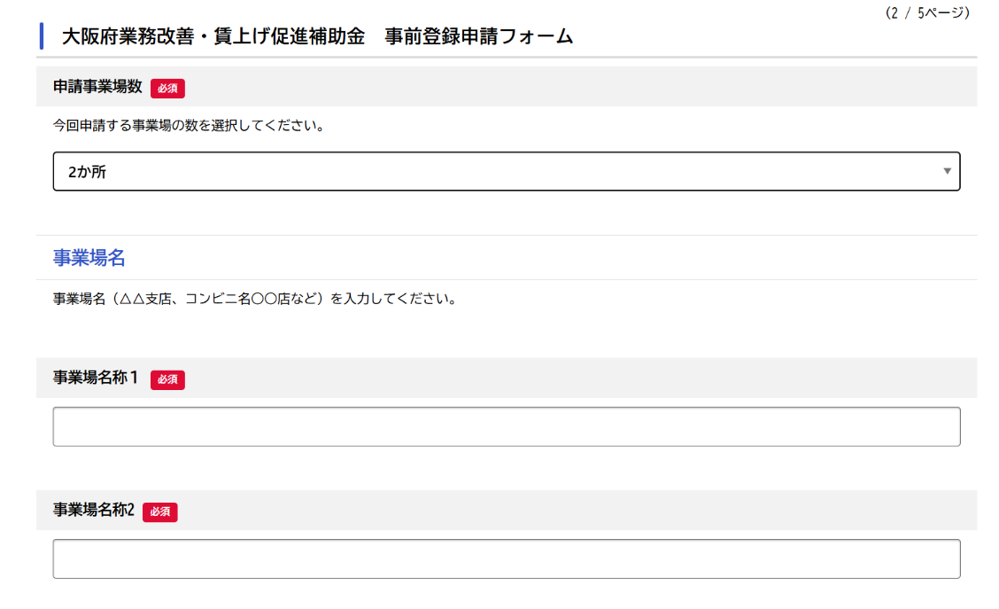 （2 / 5ページ）
大阪府業務改善・賃上げ促進補助金　事前登録申請フォーム
申請事業場数 必須
今回申請する事業場の数を選択してください。
2か所
事業場名
事業場名（△△支店、コンビニ名〇〇店など）を入力してください。
事業場名称１ 必須
事業場名称2 必須